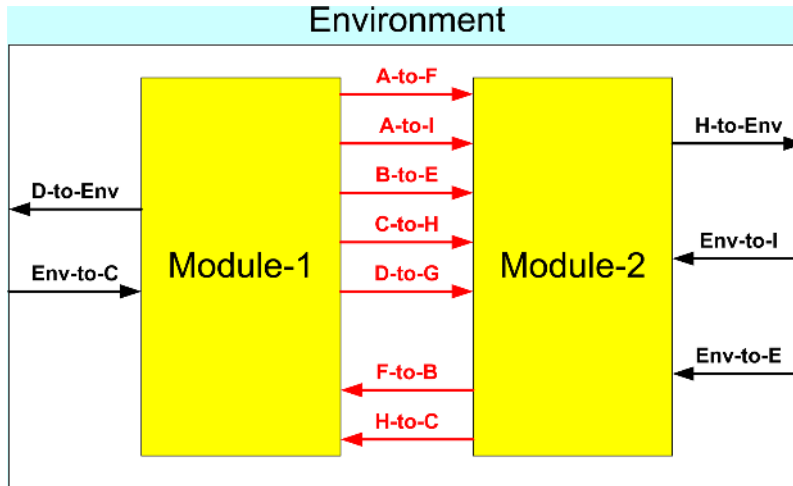 Environment
A-to-F
A-to-I
H-to-Env
B-to-E
D-to-Env
C-to-H
Env-to-I
Module-1
Module-2
Env-to-C
D-to-G
F-to-B
Env-to-E
H-to-C